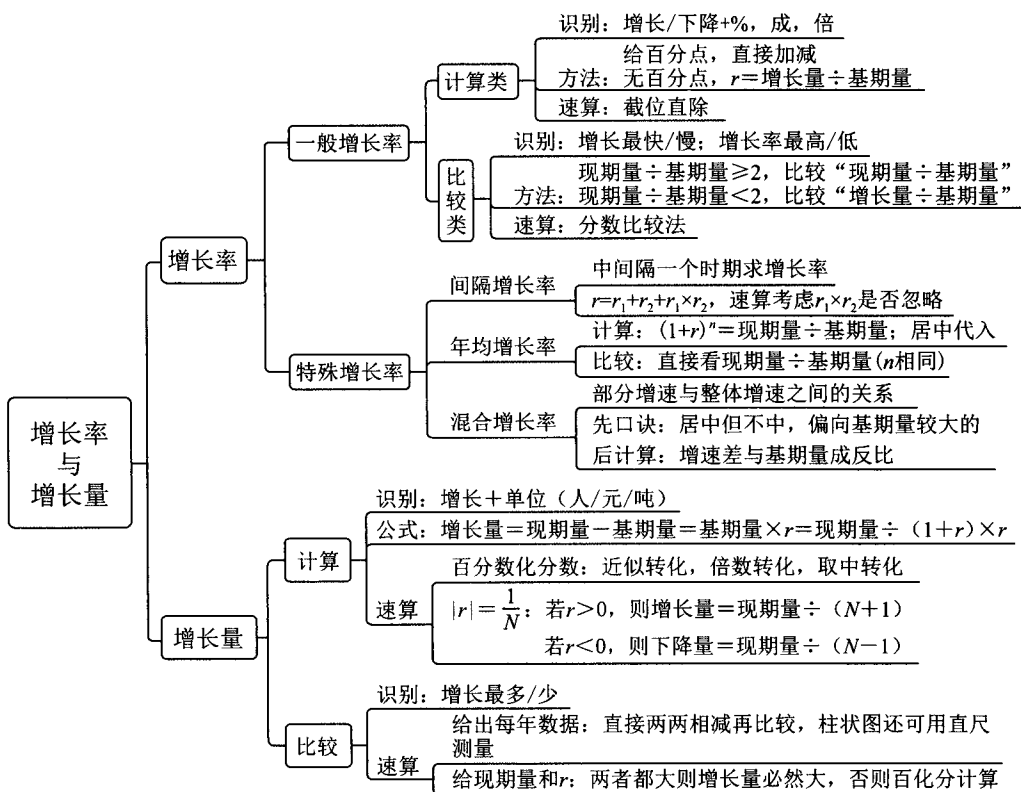 增长率
与
增长量
增长率
一般增长率
计算类
识别：增长/下降+%，成，倍
给百分点，直接加减
方法：无百分点，r＝增长量÷基期量
速算：截位直除
比较类
识别：增长最快/慢；增长率最高/低
现期量÷基期量≥2，比较“现期量÷基期量”
方法：现期量÷基期量＜2，比较“增长量÷基期量”
速算：分数比较法
特殊增长率
间隔增长率
中间隔一个时期求增长率
r=r₁+r₂+r₁×r₂，速算考虑r₁×r₂是否忽略
年均增长率
计算：(1+r)ⁿ＝现期量÷基期量；居中代入
比较：直接看现期量÷基期量(n相同)
混合增长率
部分增速与整体增速之间的关系
先口诀：居中但不中，偏向基期量较大的
后计算：增速差与基期量成反比
增长量
计算
识别：增长＋单位（人/元/吨）
公式：增长量＝现期量－基期量＝基期量×r＝现期量÷（1＋r）×r
速算
百分数化分数：近似转化，倍数转化，取中转化
|r|＝1/N：若r＞0，则增长量＝现期量÷（N＋1）
若r＜0，则下降量＝现期量÷（N－1）
比较
识别：增长最多/少
速算
给出每年数据：直接两两相减再比较，柱状图还可用直尺
测量
给现期量和r：两者都大则增长量必然大，否则百化分计算